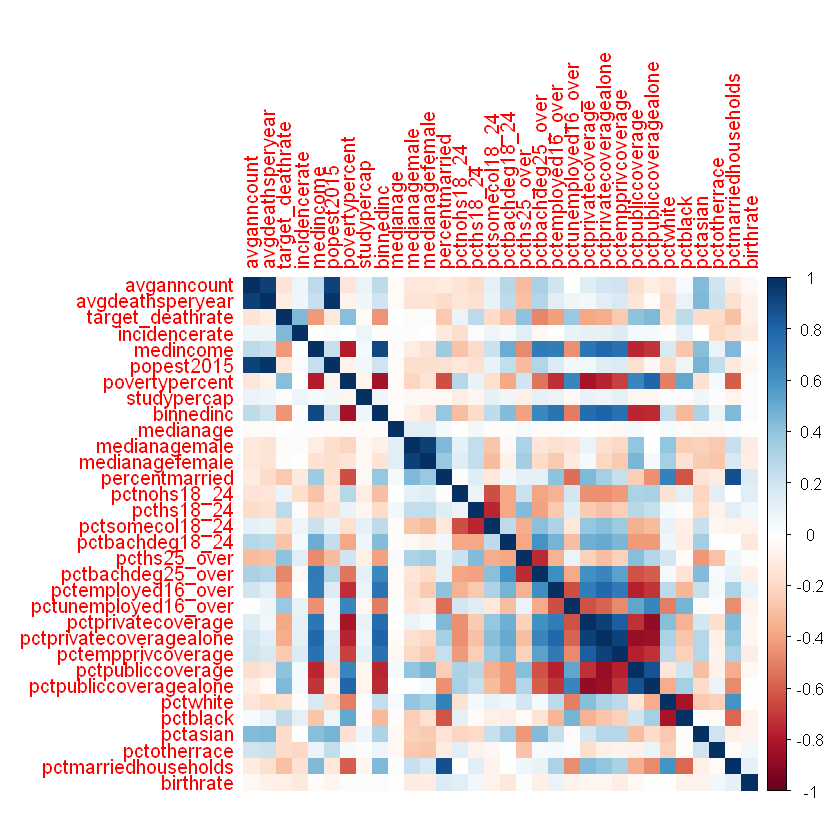 avganncount
avgdeathsperyear
target_deathrate
incidencerate
medincome
popest2015
povertypercent
studypercap
binnedinc
medianage
medianagemale
medianagefemale
percentmarried
pctnohs18_24
pcths18_24
pctsomecol18_24
pctbachdeg18_24
pcths25_over
pctbachdeg25_over
pctemployed16_over
pctunemployed16_over
pctprivatecoverage
pctprivatecoveragealone
pctempprivcoverage
pctpubliccoverage
pctpubliccoveragealone
pctwhite
pctblack
pctasian
pctotherrace
pctmarriedhouseholds
birthrate
avganncount
avgdeathsperyear
target_deathrate
incidencerate
medincome
popest2015
povertypercent
studypercap
binnedinc
medianage
medianagemale
medianagefemale
percentmarried
pctnohs18_24
pcths18_24
pctsomecol18_24
pctbachdeg18_24
pcths25_over
pctbachdeg25_over
pctemployed16_over
pctunemployed16_over
pctprivatecoverage
pctprivatecoveragealone
pctempprivcoverage
pctpubliccoverage
pctpubliccoveragealone
pctwhite
pctblack
pctasian
pctotherrace
pctmarriedhouseholds
birthrate
1
0.8
0.6
0.4
0.2
0
-0.2
-0.4
-0.6
-0.8
-1